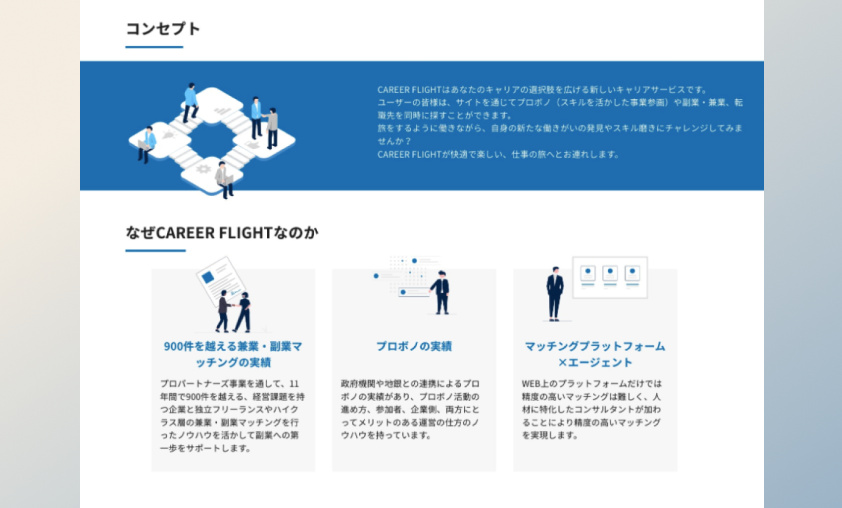 コンセプト
CAREER FLIGHTはあなたのキャリアの選択肢を広げる新しいキャリアサービスです。
ユーザーの皆様は、サイトを通じてプロボノ（スキルを活かした事業参画）や副業・兼業、転
職先を同時に探すことができます。
旅をするように働きながら、自身の新たな働きがいの発見やスキル磨きにチャレンジしてみま
せんか？
CAREER FLIGHTが快適で楽しい、仕事の旅へとお連れします。
なぜCAREER FLIGHTなのか
900件を越える兼業・副業マ
ッチングの実績
プロパートナーズ事業を通して、11
年間で900件を越える、経営課題を持
つ企業と独立フリーランスやハイク
ラス層の兼業・副業マッチングを行
ったノウハウを活かして副業への第
一歩をサポートします。
プロボノの実績
政府機関や地銀との連携によるプロ
ボノの実績があり、プロボノ活動の
進め方、参加者、企業側、両方にと
ってメリットのある運営の仕方のノ
ウハウを持っています。
マッチングプラットフォーム
×エージェント
WEB上のプラットフォームだけでは
精度の高いマッチングは難しく、人
材に特化したコンサルタントが加わ
ることにより精度の高いマッチング
を実現します。